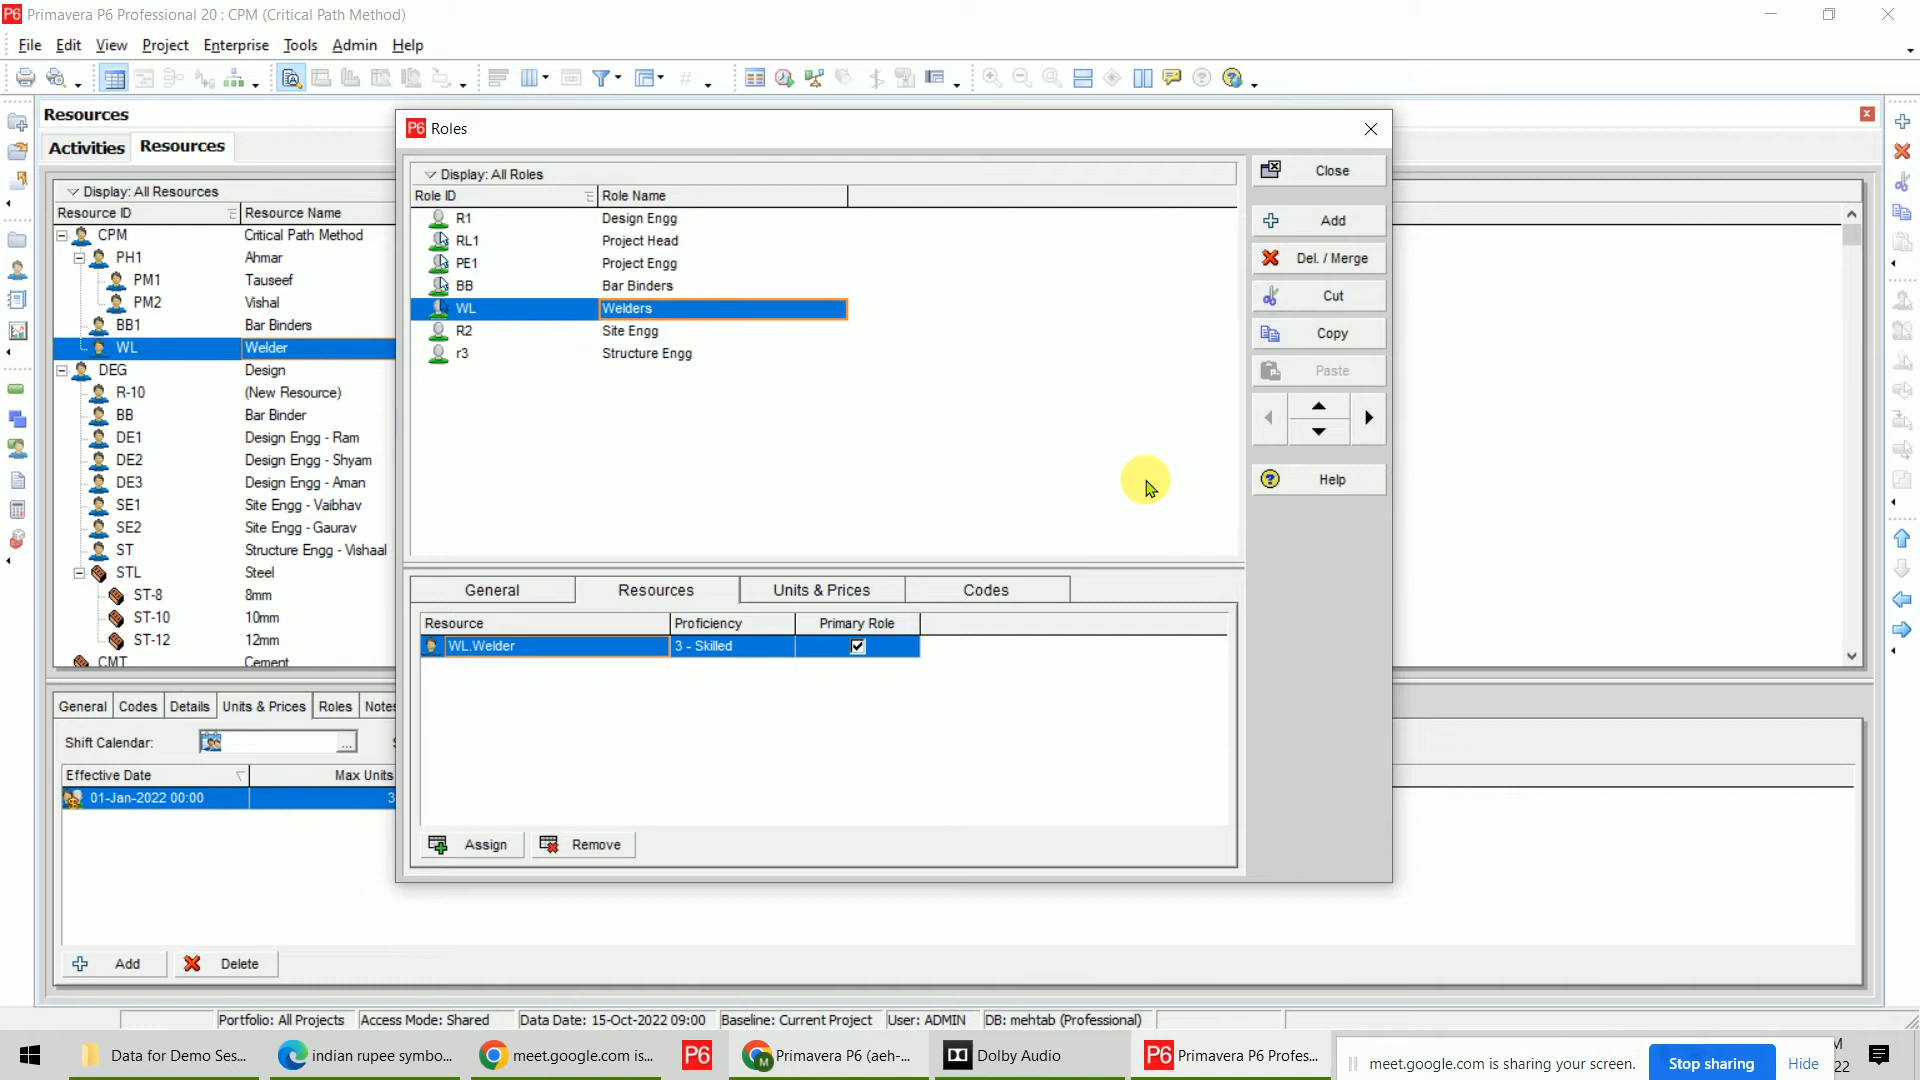 Primavera P6 Professional 20 : CPM (Critical Path Method)
File Edit View Project Enterprise Tools Admin Help
Resources
Activities Resources
Display: All Resources
Resource ID Resource Name
CPM Critical Path Method
PH1 Ahmar
PM1 Tauseef
PM2 Vishal
BB1 Bar Binders
WL Welder
DEG Design
R-10 (New Resource)
BB Bar Binder
DE1 Design Engg - Ram
DE2 Design Engg - Shyam
DE3 Design Engg - Aman
SE1 Site Engg - Vaibhav
SE2 Site Engg - Gaurav
ST Structure Engg - Vishaal
STL Steel
ST-8 8mm
ST-10 10mm
ST-12 12mm
CMT Cement
General Codes Details Units & Prices Roles Notes
Shift Calendar: ...
Effective Date Max Units
01-Jan-2022 00:00 3
Add Delete
P6 Roles
Display: All Roles
Role ID Role Name
R1 Design Engg
RL1 Project Head
PE1 Project Engg
BB Bar Binders
WL Welders
R2 Site Engg
r3 Structure Engg
Close
Add
Del. / Merge
Cut
Copy
Paste
Help
General Resources Units & Prices Codes
Resource Proficiency Primary Role
WL.Welder 3 - Skilled
Assign Remove
Portfolio: All Projects Access Mode: Shared Data Date: 15-Oct-2022 09:00 Baseline: Current Project User: ADMIN DB: mehtab (Professional)
Data for Demo Ses... indian rupee symbo... meet.google.com is... P6 Primavera P6 (aeh-... Dolby Audio P6 Primavera P6 Profes... meet.google.com is sharing your screen. Stop sharing Hide 22